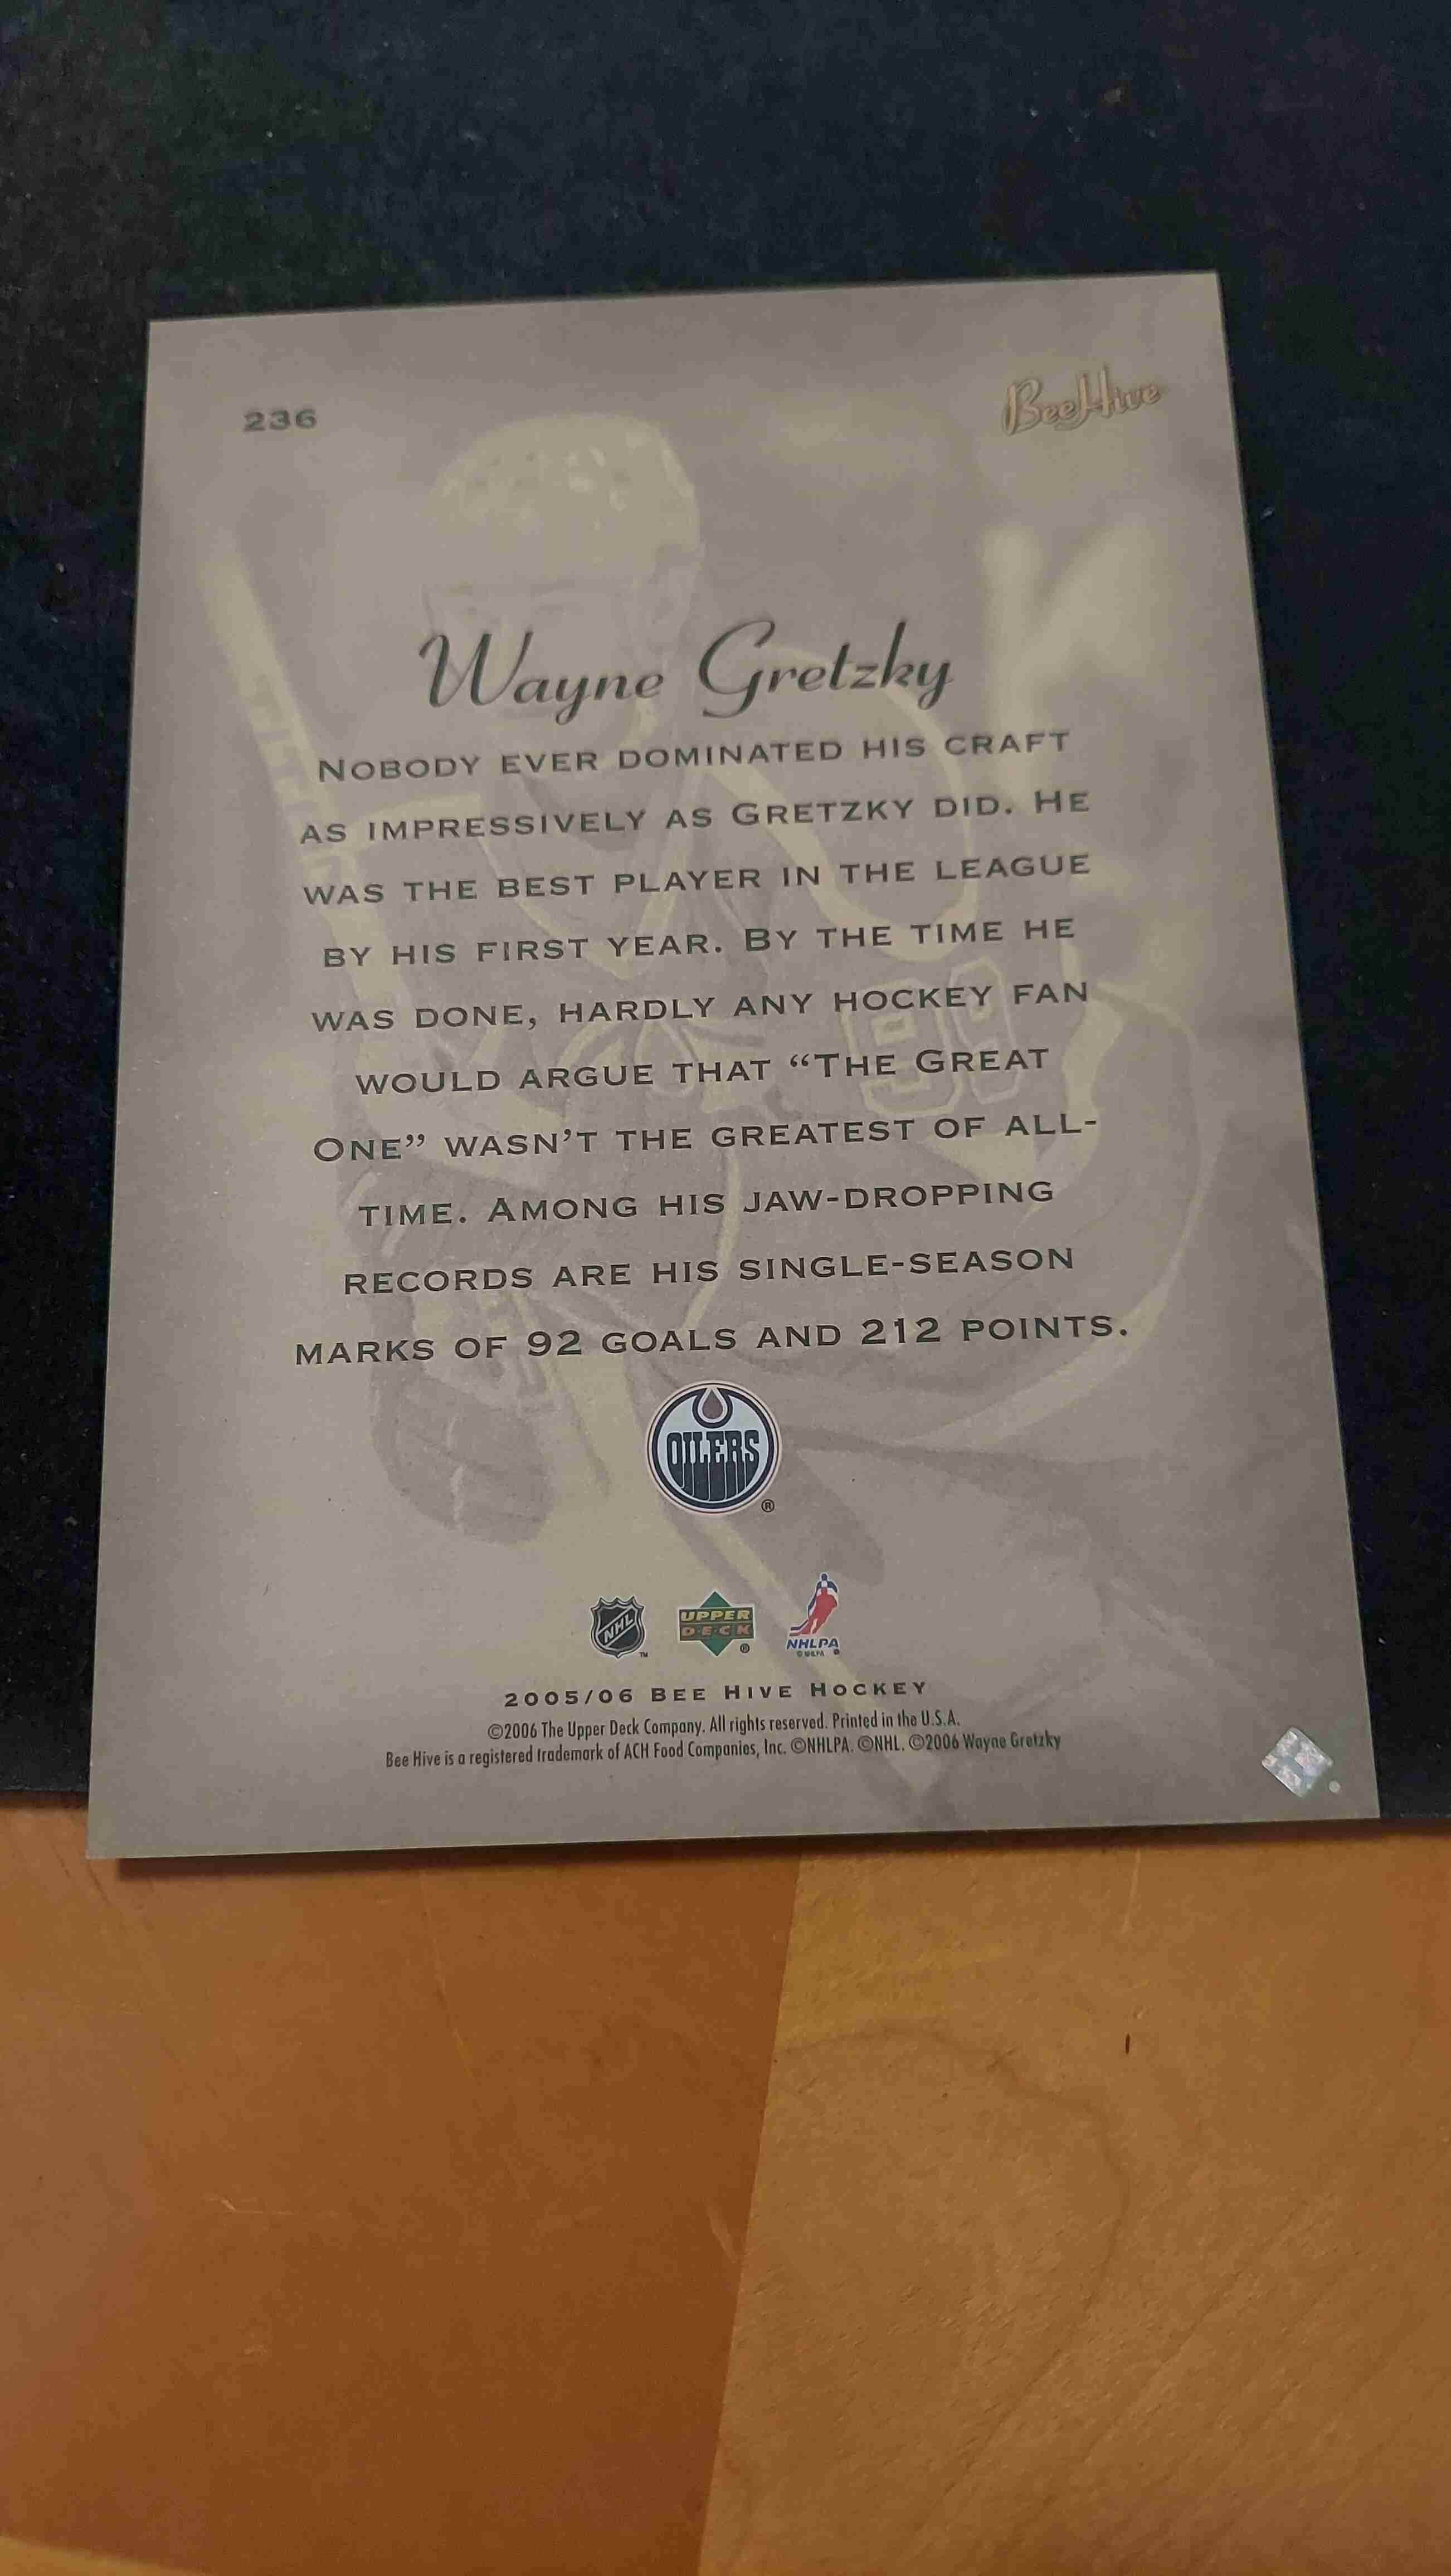 236
BeeHive
Wayne Gretzky
NOBODY EVER DOMINATED HIS CRAFT
AS IMPRESSIVELY AS GRETZKY DID. HE
WAS THE BEST PLAYER IN THE LEAGUE
BY HIS FIRST YEAR. BY THE TIME HE
WAS DONE, HARDLY ANY HOCKEY FAN
WOULD ARGUE THAT “THE GREAT
ONE” WASN’T THE GREATEST OF ALL-
TIME. AMONG HIS JAW-DROPPING
RECORDS ARE HIS SINGLE-SEASON
MARKS OF 92 GOALS AND 212 POINTS.
OILERS ®
NHL ™
UPPER DECK ®
NHLPA
2005/06 BEE HIVE HOCKEY
©2006 The Upper Deck Company. All rights reserved. Printed in the U.S.A.
Bee Hive is a registered trademark of ACH Food Companies, Inc. ©NHLPA. ©NHL. ©2006 Wayne Gretzky